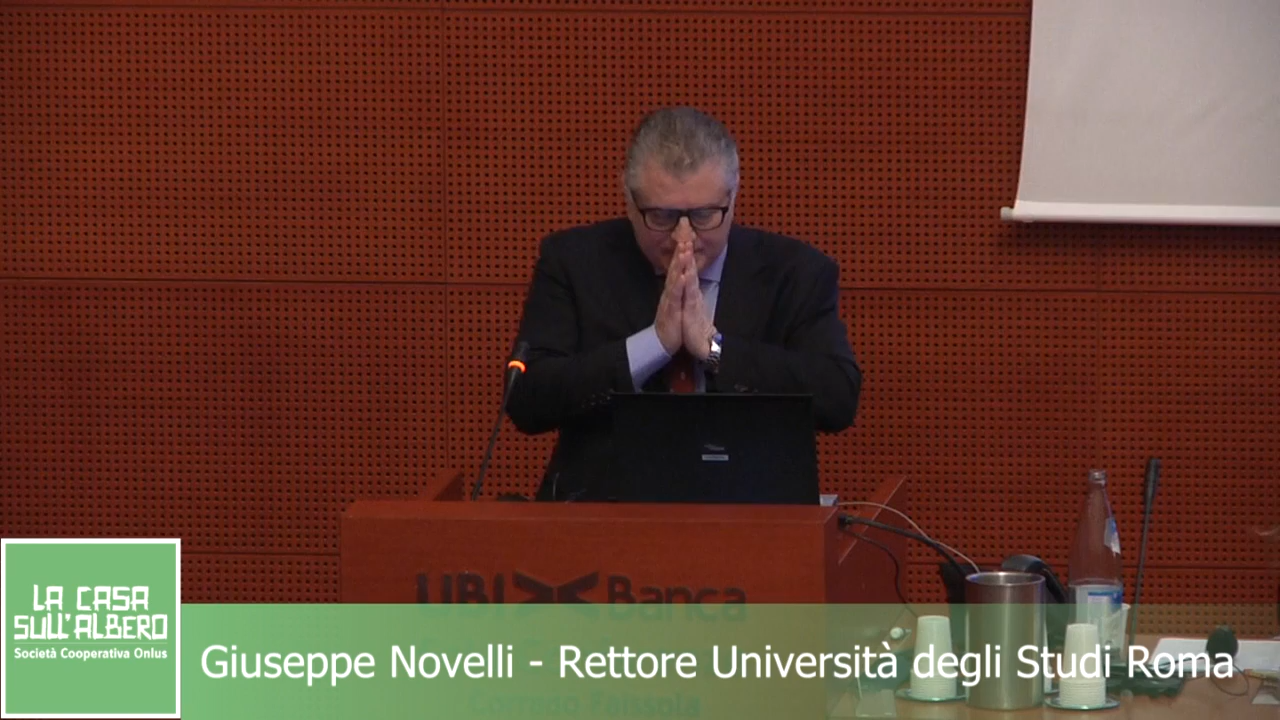 UBI Banca
LA CASA
SULL'ALBERO
Società Cooperativa Onlus
Giuseppe Novelli - Rettore Università degli Studi Roma